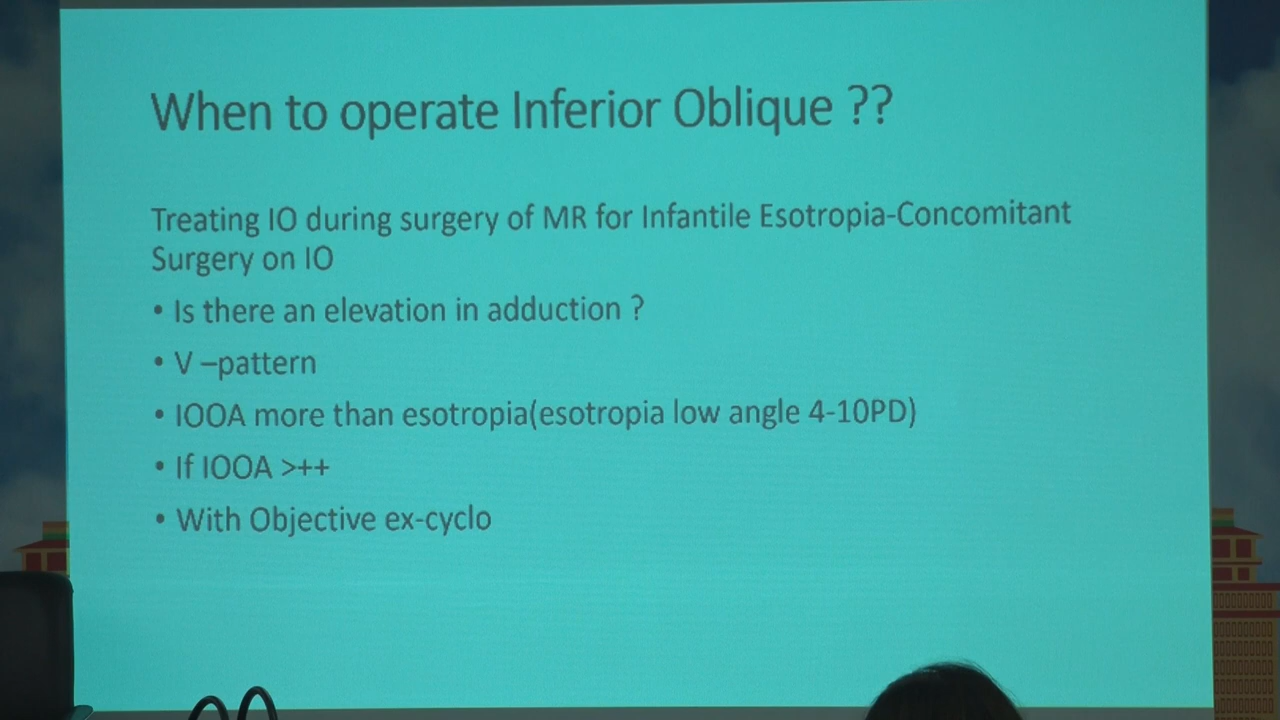 When to operate Inferior Oblique ??
Treating IO during surgery of MR for Infantile Esotropia-Concomitant
Surgery on IO
• Is there an elevation in adduction ?
• V –pattern
• IOOA more than esotropia(esotropia low angle 4-10PD)
• If IOOA >++
• With Objective ex-cyclo